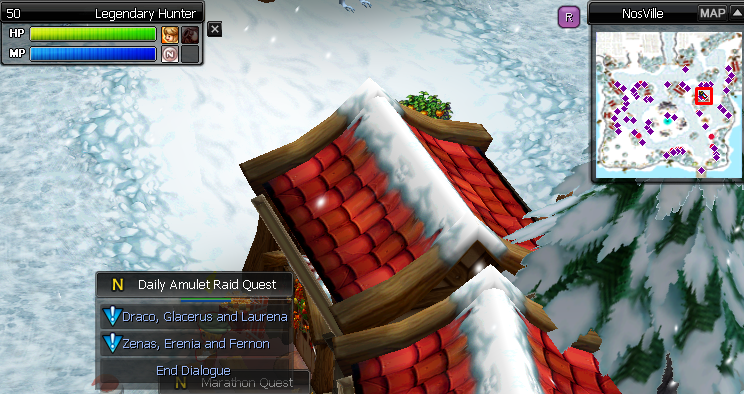 50 Legendary Hunter
HP
MP
R
NosVille MAP
N Daily Amulet Raid Quest
Draco, Glacerus and Laurena
Zenas, Erenia and Fernon
End Dialogue
N Marathon Quest